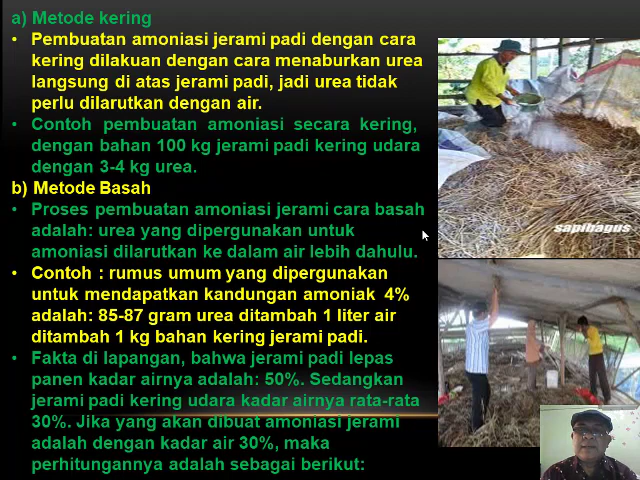 a) Metode kering
• Pembuatan amoniasi jerami padi dengan cara
kering dilakuan dengan cara menaburkan urea
langsung di atas jerami padi, jadi urea tidak
perlu dilarutkan dengan air.
• Contoh pembuatan amoniasi secara kering,
dengan bahan 100 kg jerami padi kering udara
dengan 3-4 kg urea.
b) Metode Basah
• Proses pembuatan amoniasi jerami cara basah
adalah: urea yang dipergunakan untuk
amoniasi dilarutkan ke dalam air lebih dahulu.
• Contoh : rumus umum yang dipergunakan
untuk mendapatkan kandungan amoniak 4%
adalah: 85-87 gram urea ditambah 1 liter air
ditambah 1 kg bahan kering jerami padi.
• Fakta di lapangan, bahwa jerami padi lepas
panen kadar airnya adalah: 50%. Sedangkan
jerami padi kering udara kadar airnya rata-rata
30%. Jika yang akan dibuat amoniasi jerami
adalah dengan kadar air 30%, maka
perhitungannya adalah sebagai berikut:
sapibagus